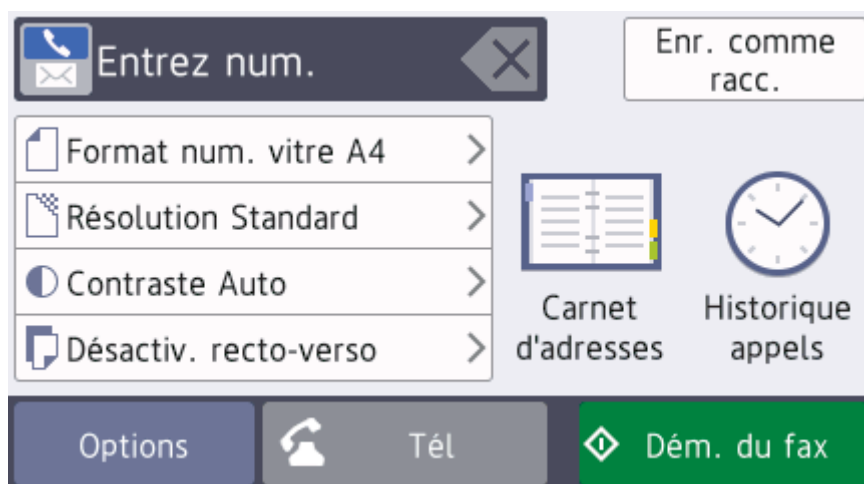 Entrez num.
Enr. comme
racc.
Format num. vitre A4
Résolution Standard
Contraste Auto
Désactiv. recto-verso
Carnet
d'adresses
Historique
appels
Options
Tél
Dém. du fax